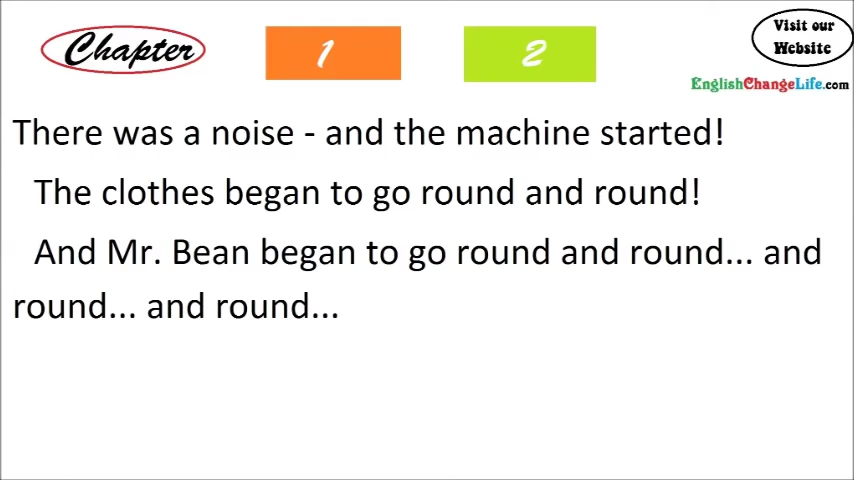 Chapter
1
2
Visit our
Website
EnglishChangeLife.com
There was a noise - and the machine started!
The clothes began to go round and round!
And Mr. Bean began to go round and round... and
round... and round...